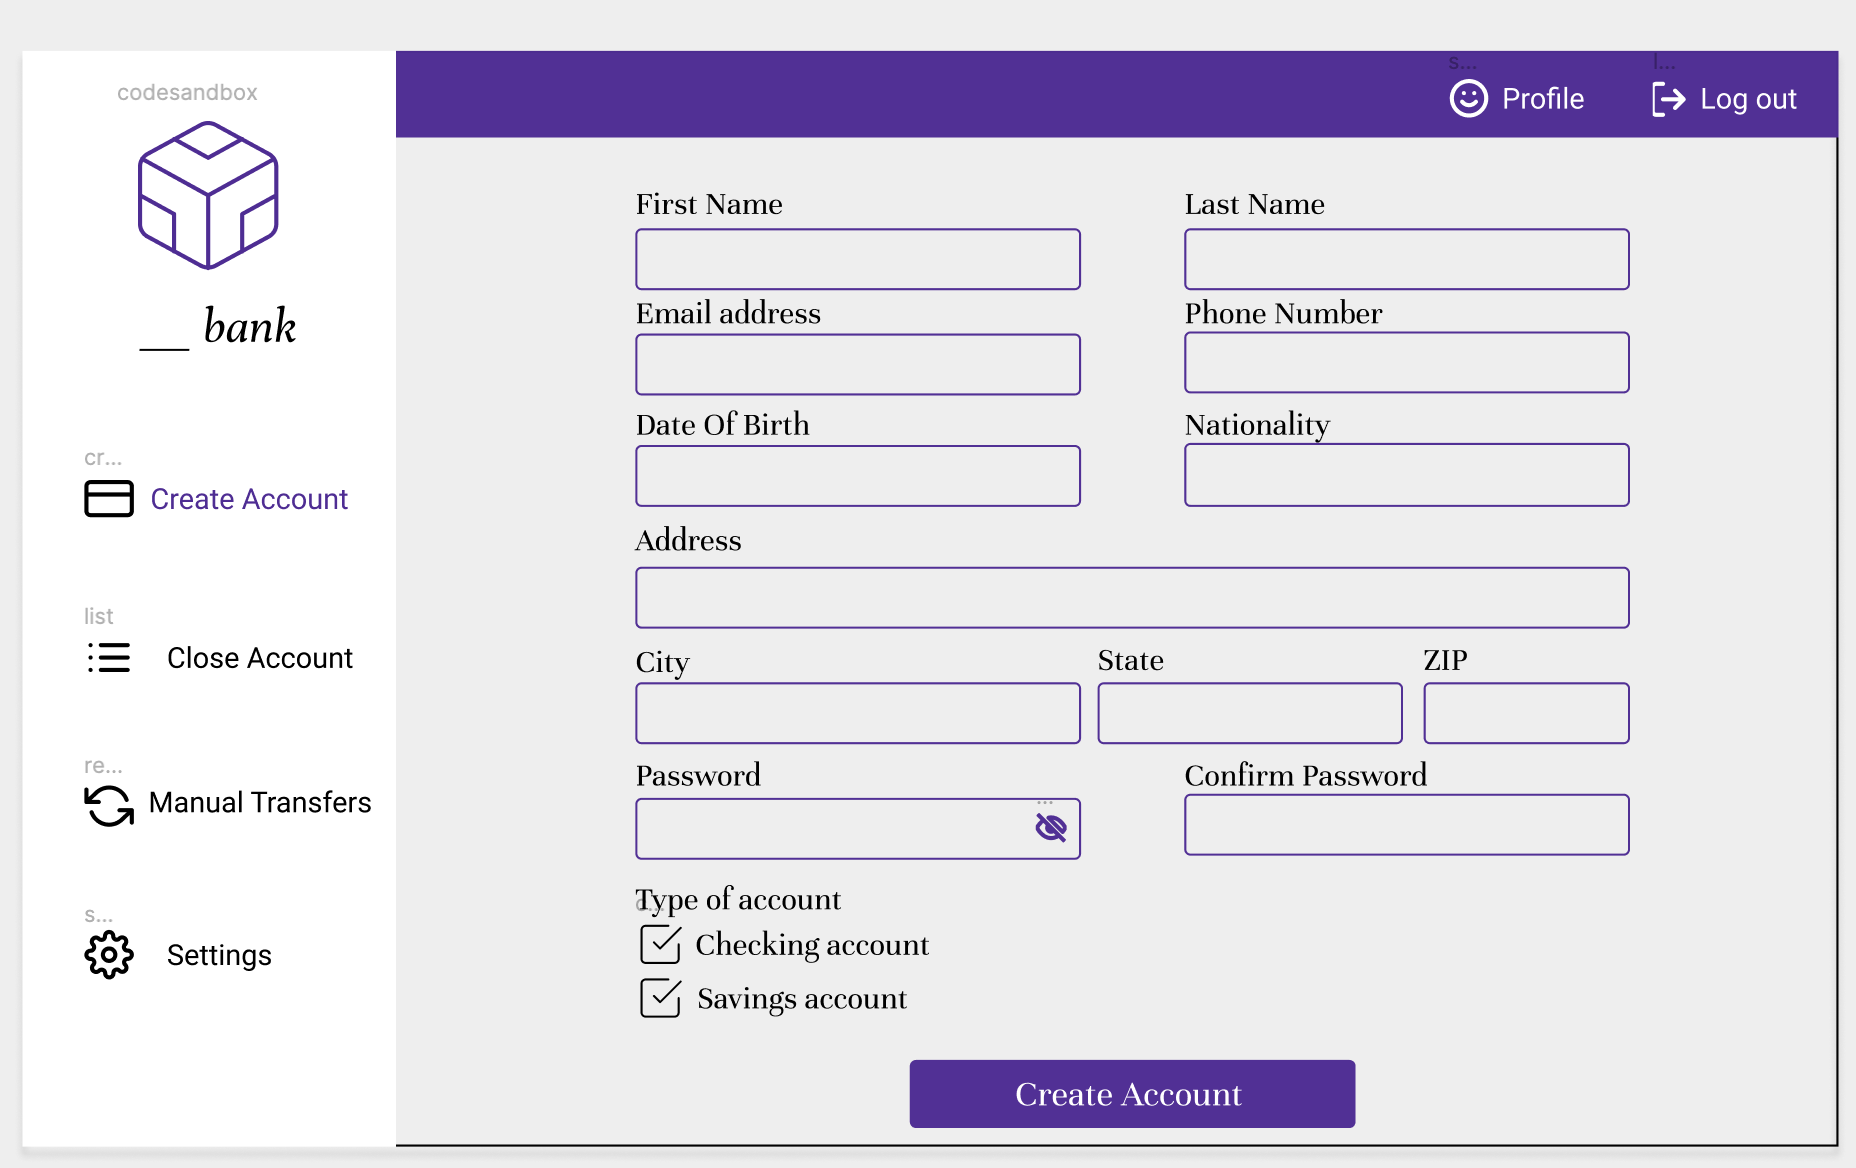 codesandbox
__ bank
cr...
Create Account
list
Close Account
re...
Manual Transfers
s...
Settings
s...
Profile
l...
Log out
First Name
Last Name
Email address
Phone Number
Date Of Birth
Nationality
Address
City
State
ZIP
Password
Confirm Password
...
Type of account
Checking account
Savings account
Create Account